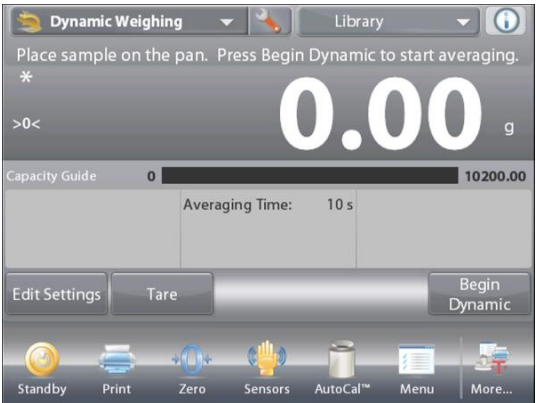 Dynamic Weighing
Library
Place sample on the pan. Press Begin Dynamic to start averaging.
*
>0<
0.00 g
Capacity Guide 0 10200.00
Averaging Time: 10 s
Edit Settings
Tare
Begin
Dynamic
Standby
Print
Zero
Sensors
AutoCal™
Menu
More...